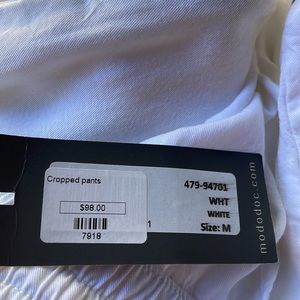 Cropped pants
$98.00
7918
1
479-94701
WHT
WHITE
Size: M
mododoc.com